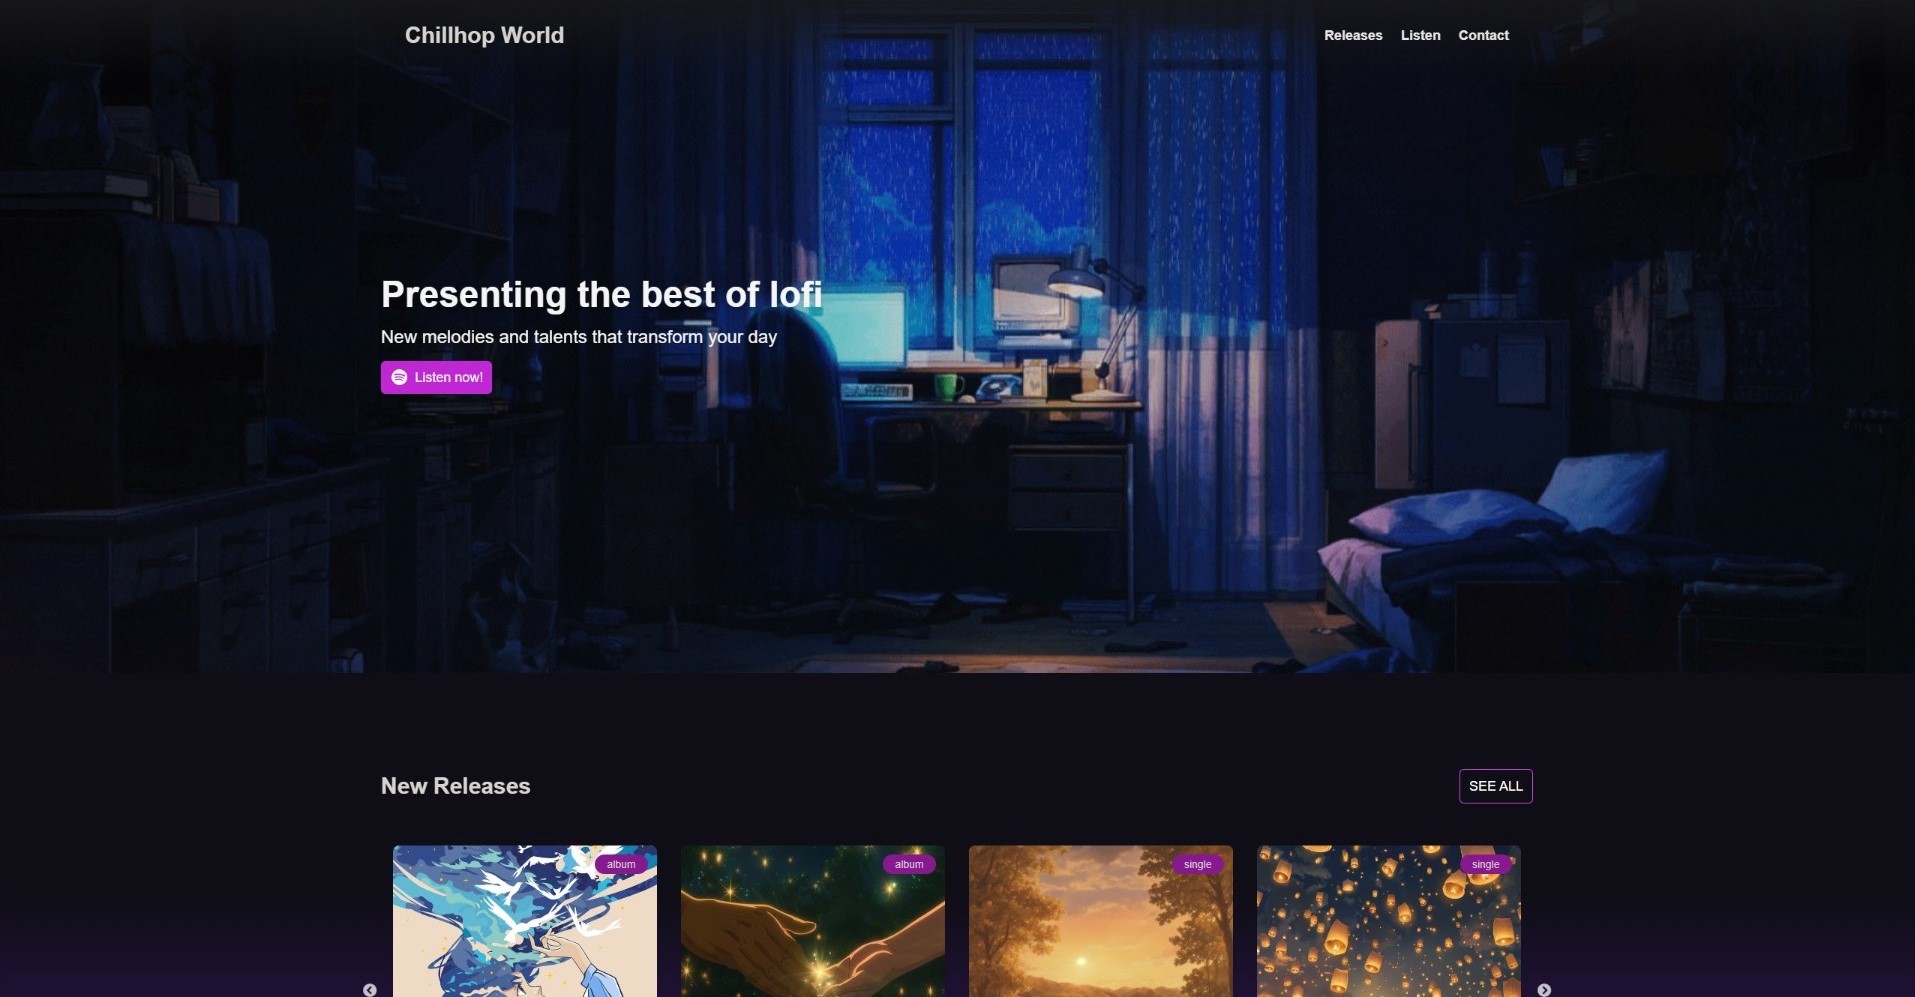 Chillhop World
Releases Listen Contact
Presenting the best of lofi
New melodies and talents that transform your day
Listen now!
New Releases
SEE ALL
album
album
single
single